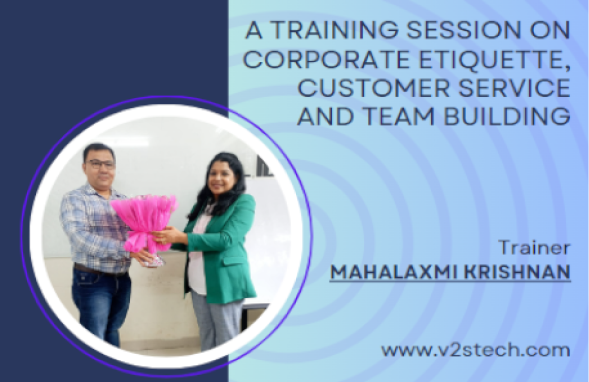 A TRAINING SESSION ON
CORPORATE ETIQUETTE,
CUSTOMER SERVICE
AND TEAM BUILDING
Trainer
MAHALAXMI KRISHNAN
www.v2stech.com